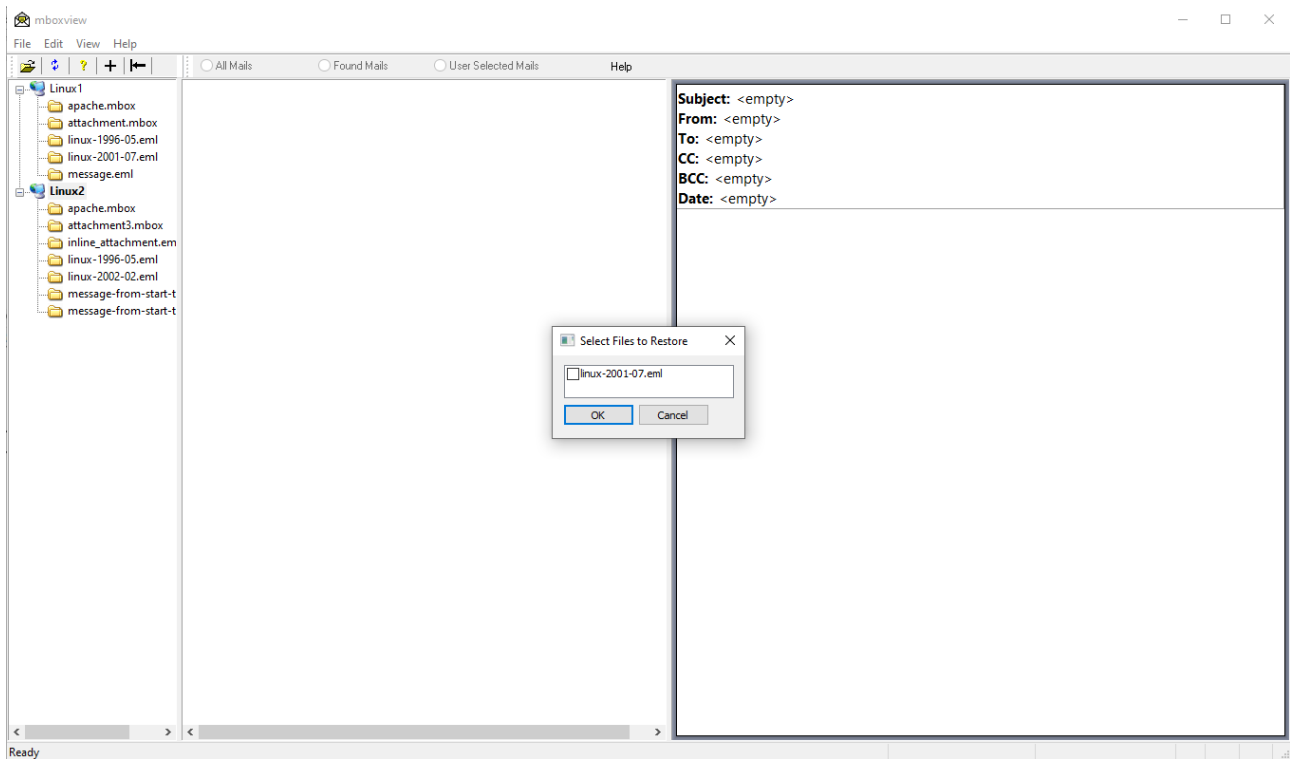 mboxview
File Edit View Help
All Mails Found Mails User Selected Mails Help
Linux1
apache.mbox
attachment.mbox
linux-1996-05.eml
linux-2001-07.eml
message.eml
Linux2
apache.mbox
attachment3.mbox
inline_attachment.em
linux-1996-05.eml
linux-2002-02.eml
message-from-start-t
message-from-start-t
Subject: <empty>
From: <empty>
To: <empty>
CC: <empty>
BCC: <empty>
Date: <empty>
Select Files to Restore
linux-2001-07.eml
OK Cancel
Ready